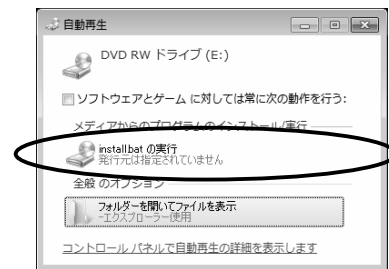 自動再生
DVD RW ドライブ (E:)
ソフトウェアとゲーム に対しては常に次の動作を行う:
メディアからのプログラムのインストール/実行
install.bat の実行
発行元は指定されていません
全般 のオプション
フォルダーを開いてファイルを表示
-エクスプローラー使用
コントロール パネルで自動再生の詳細を表示します